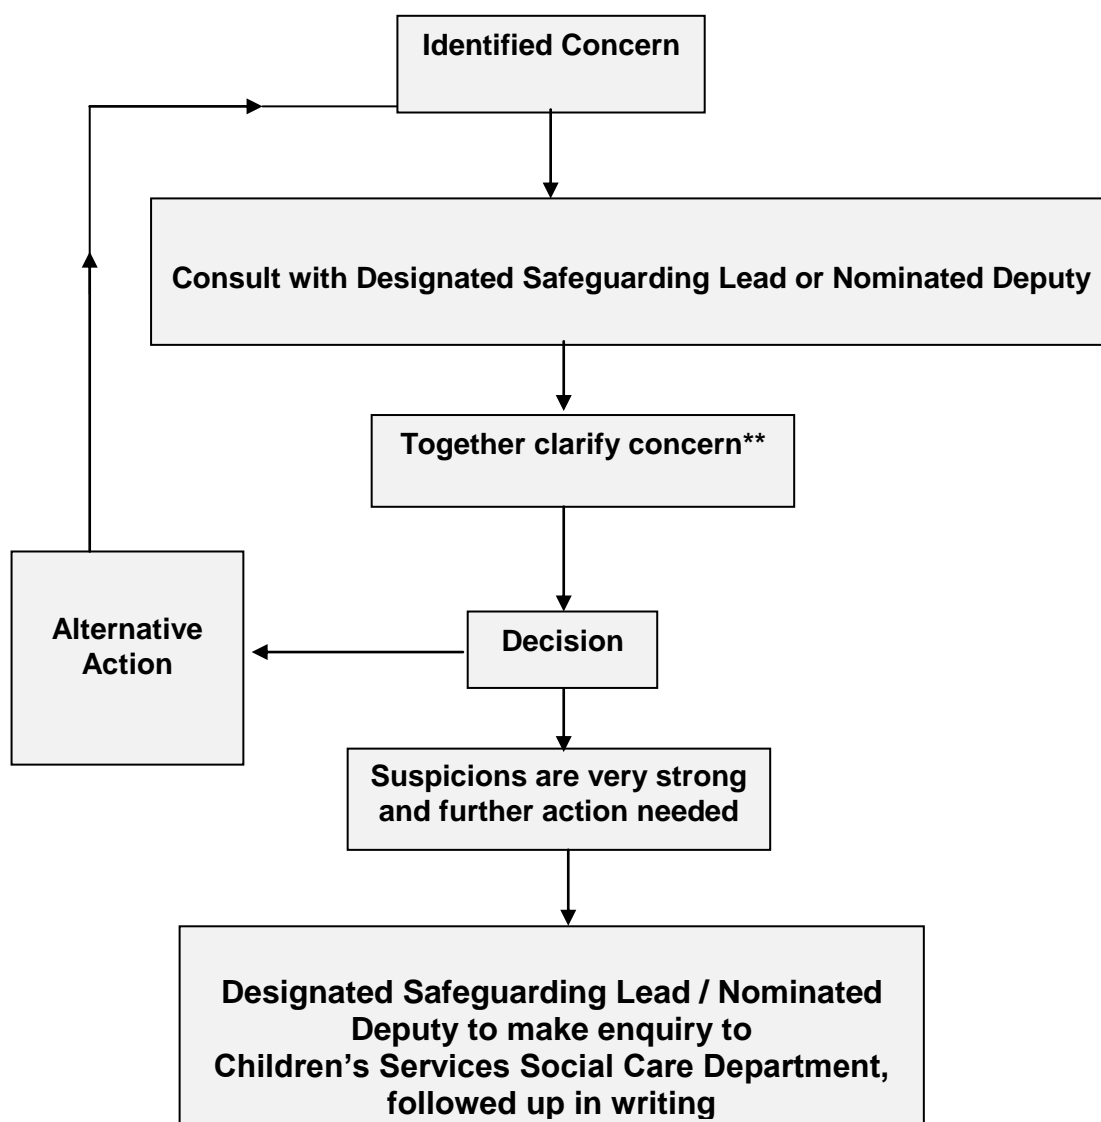 Identified Concern
Consult with Designated Safeguarding Lead or Nominated Deputy
Together clarify concern**
Decision
Alternative
Action
Suspicions are very strong
and further action needed
Designated Safeguarding Lead / Nominated
Deputy to make enquiry to
Children’s Services Social Care Department,
followed up in writing